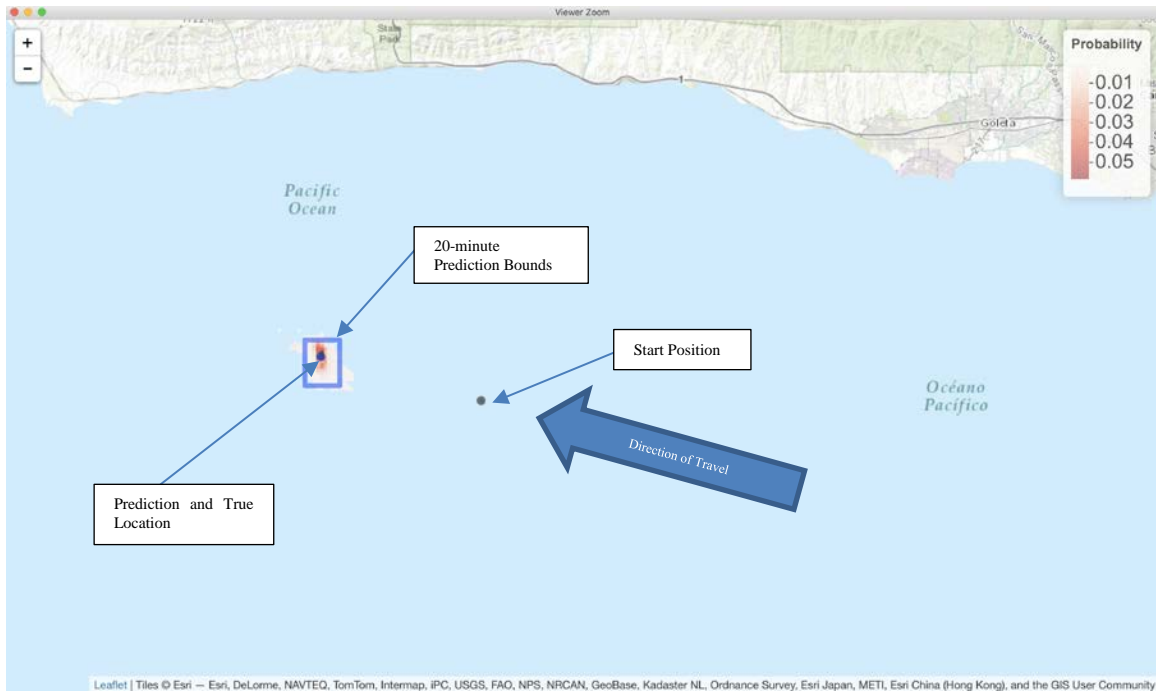 Viewer Zoom
+
−
State
Park
1
Goleta
Probability
-0.01
-0.02
-0.03
-0.04
-0.05
Pacific
Ocean
20-minute
Prediction Bounds
Start Position
Océano
Pacífico
Direction of Travel
Prediction and True
Location
Leaflet | Tiles © Esri — Esri, DeLorme, NAVTEQ, TomTom, Intermap, iPC, USGS, FAO, NPS, NRCAN, GeoBase, Kadaster NL, Ordnance Survey, Esri Japan, METI, Esri China (Hong Kong), and the GIS User Community